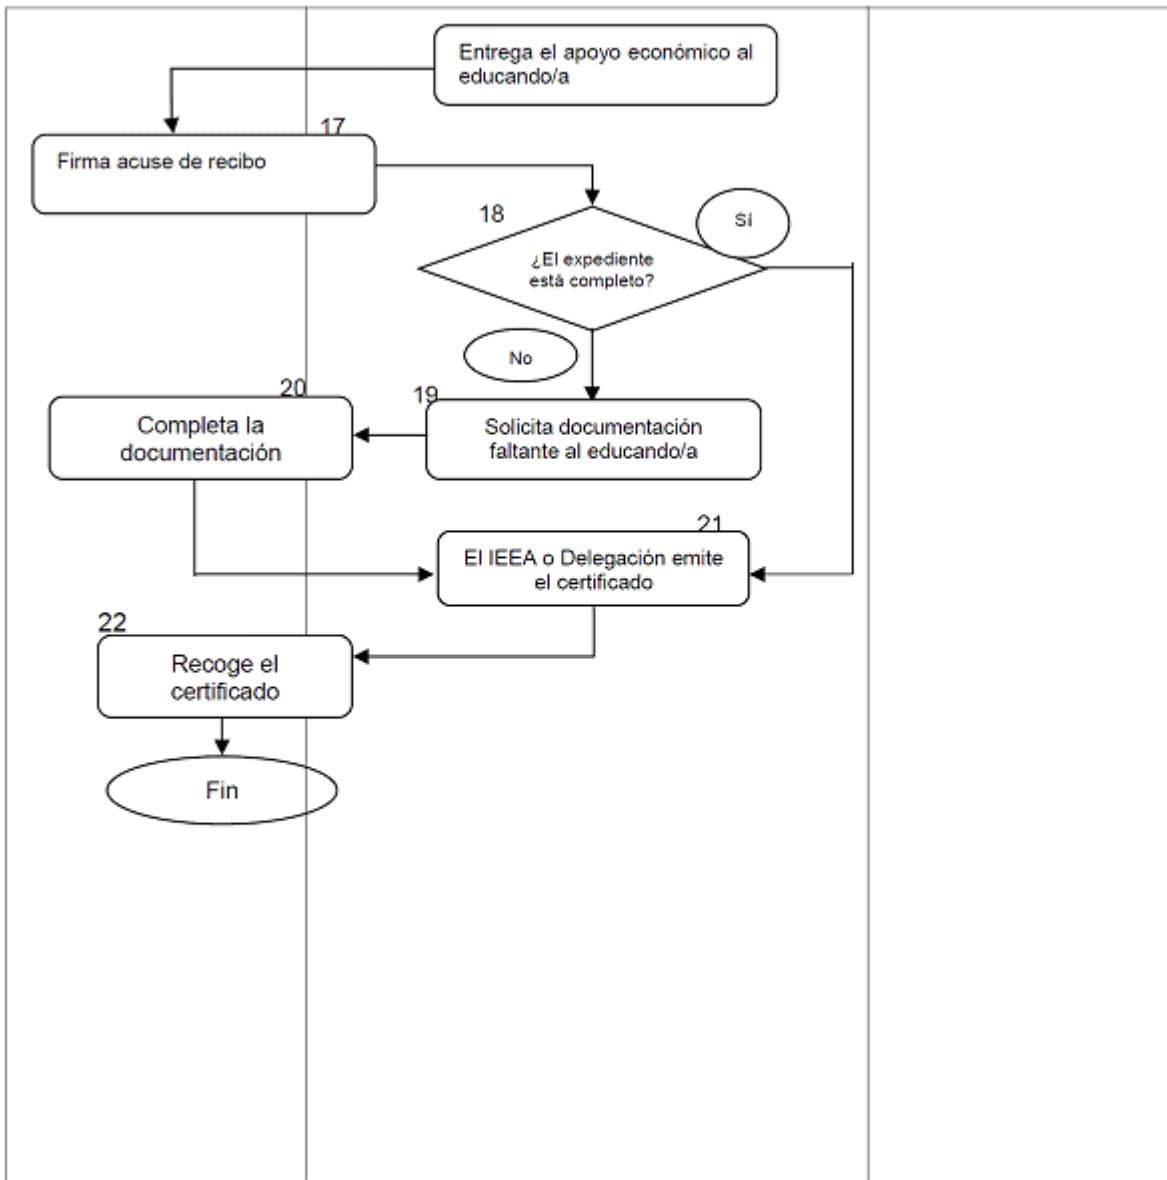 Entrega el apoyo económico al
educando/a
17
Firma acuse de recibo
18
Sí
¿El expediente
está completo?
No
20
19
Completa la
documentación
Solicita documentación
faltante al educando/a
21
El IEEA o Delegación emite
el certificado
22
Recoge el
certificado
Fin